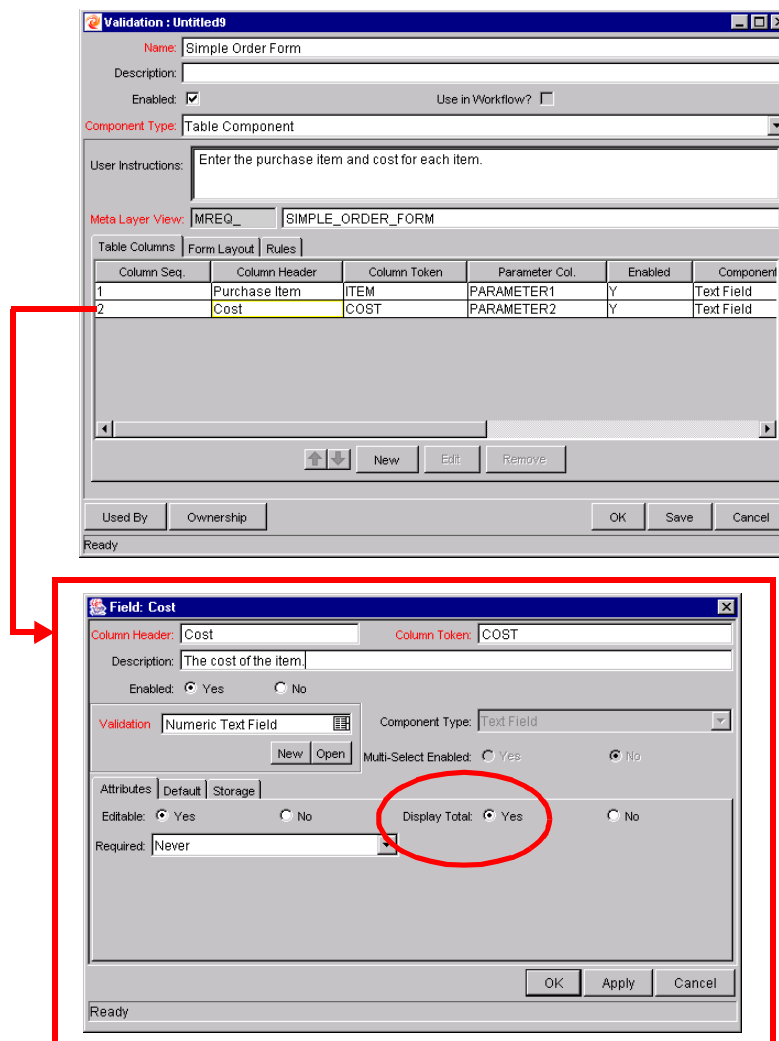 Validation : Untitled9
Name: Simple Order Form
Description:
Enabled: Use in Workflow?
Component Type: Table Component
User Instructions: Enter the purchase item and cost for each item.
Meta Layer View: MREQ_ SIMPLE_ORDER_FORM
Table Columns Form Layout Rules
Column Seq. Column Header Column Token Parameter Col. Enabled Component
1 Purchase Item ITEM PARAMETER1 Y Text Field
2 Cost COST PARAMETER2 Y Text Field
New Edit Remove
Used By Ownership OK Save Cancel
Ready
Field: Cost
Column Header: Cost Column Token: COST
Description: The cost of the item.
Enabled: Yes No
Validation Numeric Text Field Component Type: Text Field
New Open Multi-Select Enabled: Yes No
Attributes Default Storage
Editable: Yes No Display Total: Yes No
Required: Never
OK Apply Cancel
Ready